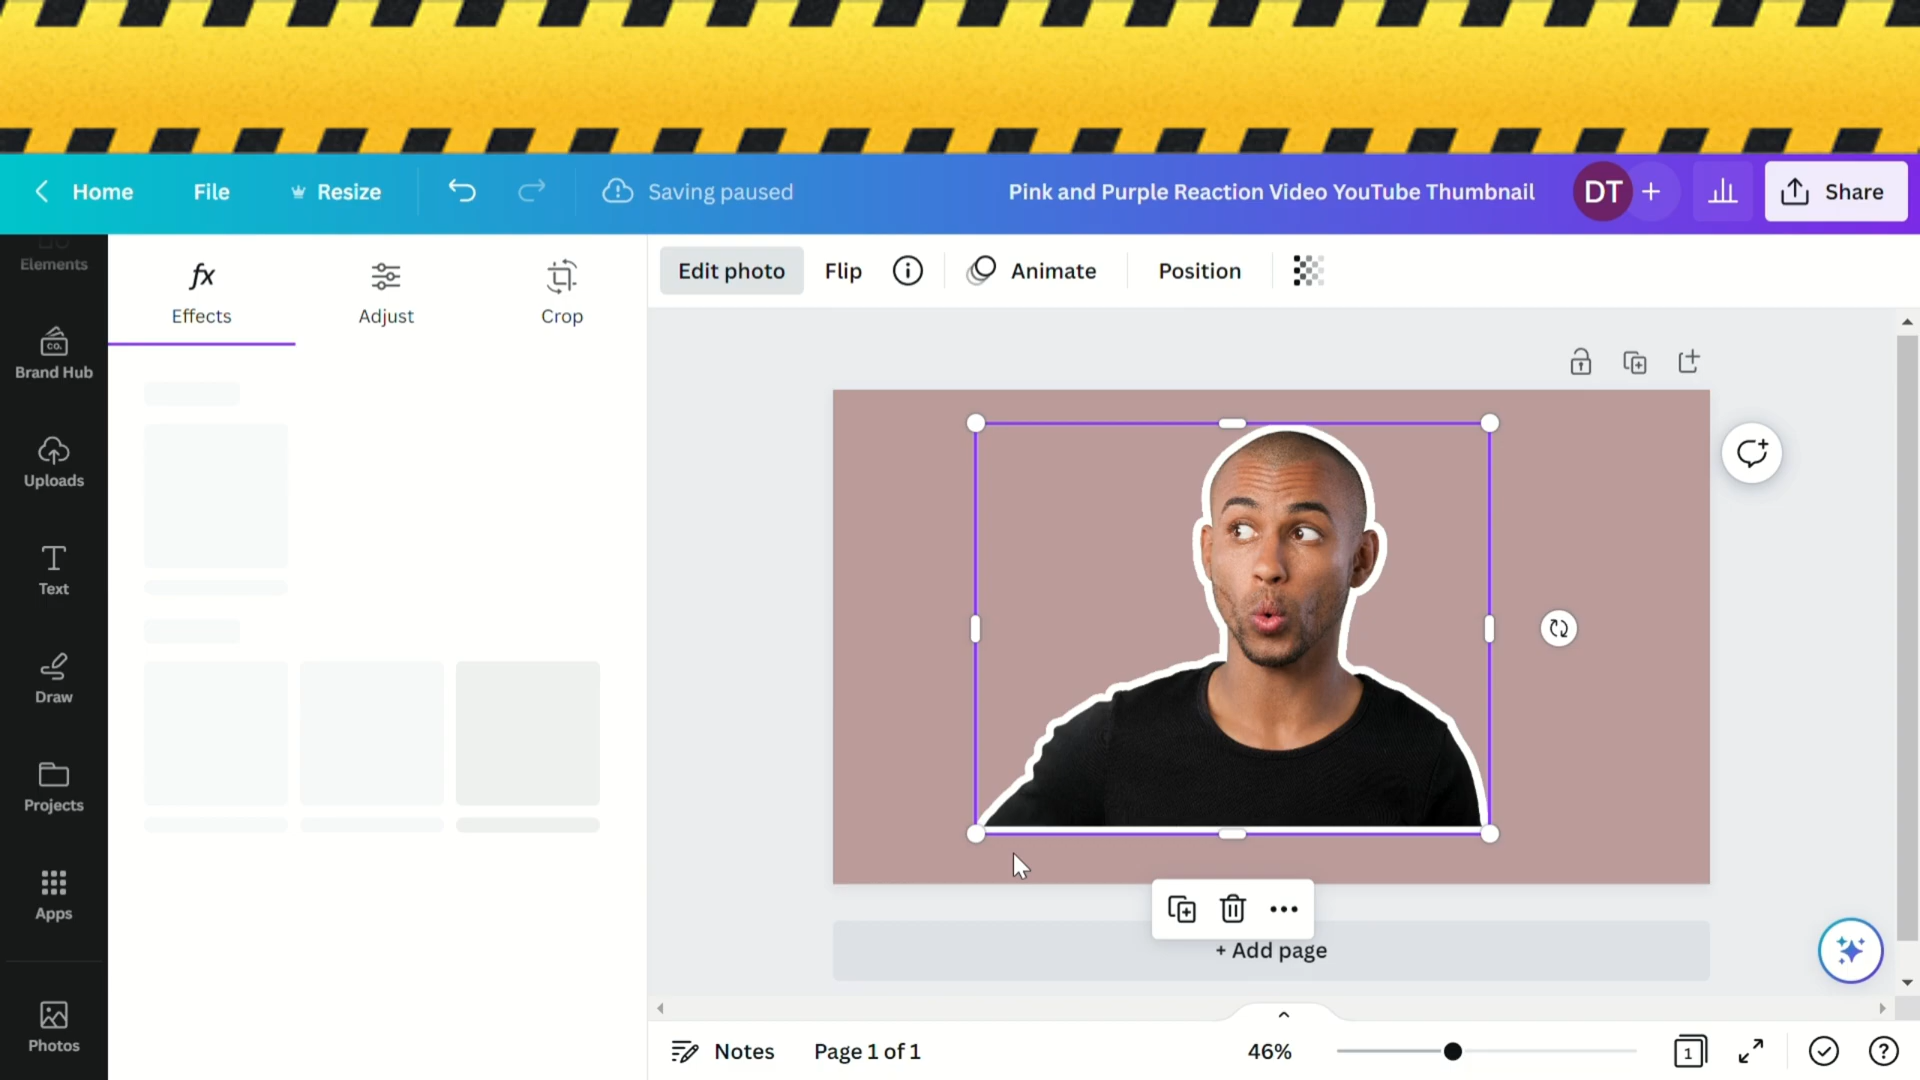 Home
File
Resize
Saving paused
Pink and Purple Reaction Video YouTube Thumbnail
DT
Share
Elements
Brand Hub
CO.
Uploads
Text
Draw
Projects
Apps
Photos
fx
Effects
Adjust
Crop
Edit photo
Flip
Animate
Position
+ Add page
Notes
Page 1 of 1
46%
1